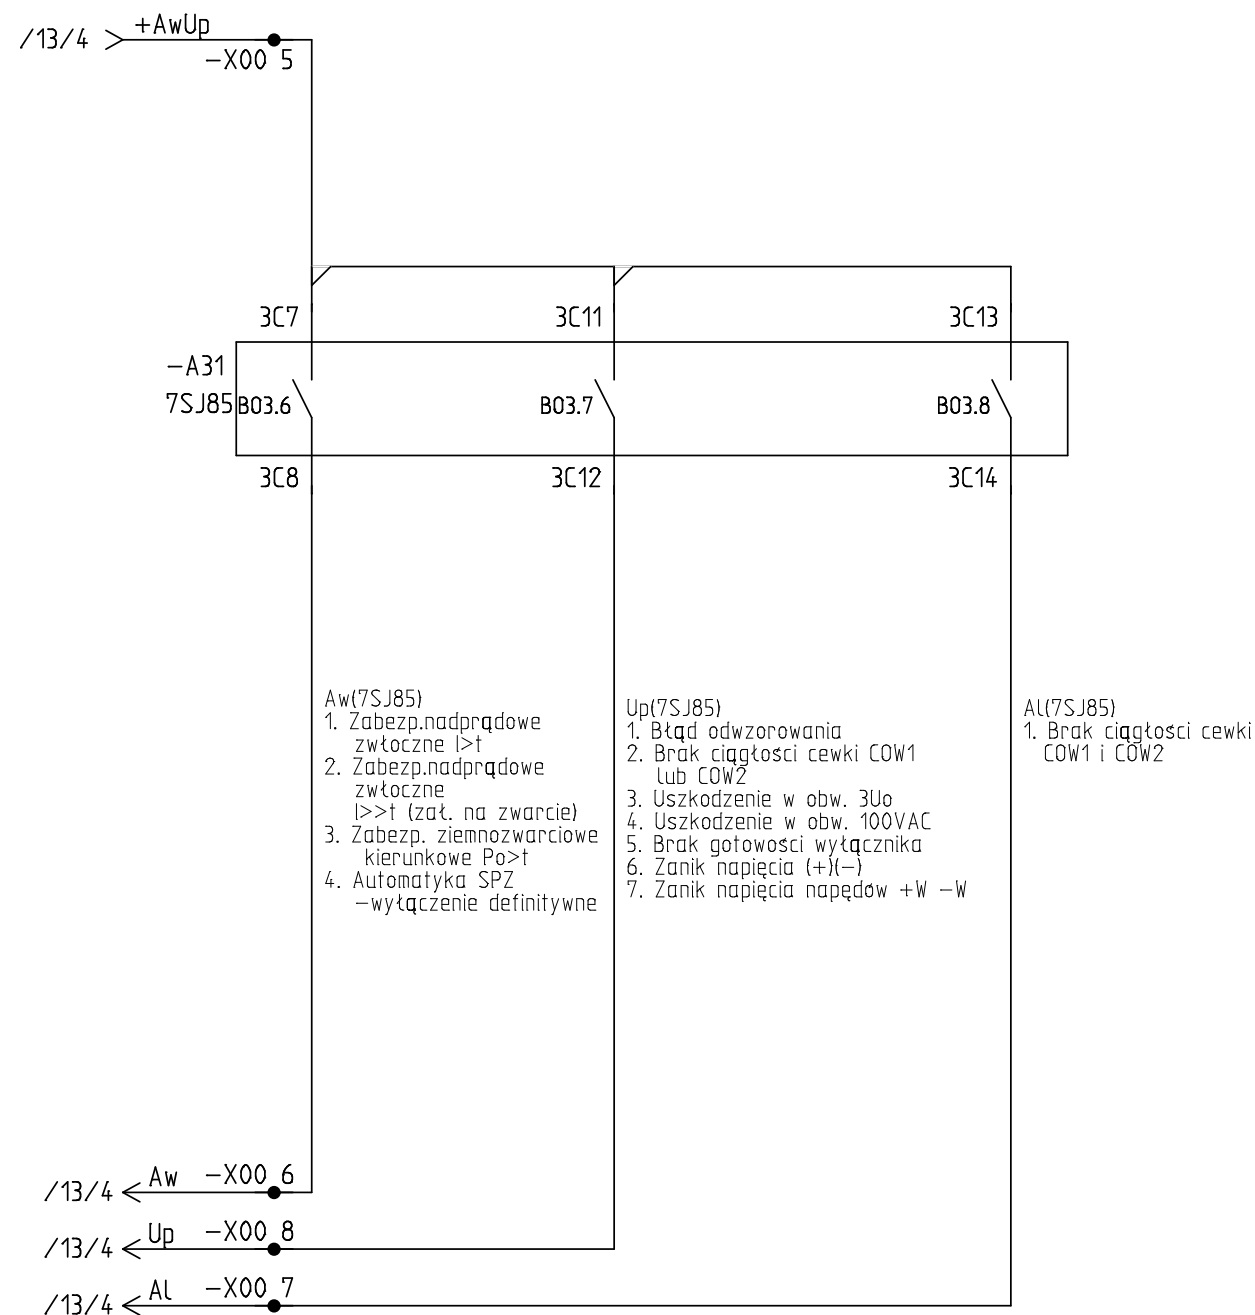 +AwUp
/13/4
-X00 5
3C7
3C11
3C13
-A31
7SJ85
BO3.6
BO3.7
BO3.8
3C8
3C12
3C14
Aw(7SJ85)
1. Zabezp.nadprądowe
zwłoczne I>t
2. Zabezp.nadprądowe
zwłoczne
I>>t (zał. na zwarcie)
3. Zabezp. ziemnozwarciowe
kierunkowe Po>t
4. Automatyka SPZ
-wyłączenie definitywne
Up(7SJ85)
1. Błąd odwzorowania
2. Brak ciągłości cewki COW1
lub COW2
3. Uszkodzenie w obw. 3Uo
4. Uszkodzenie w obw. 100VAC
5. Brak gotowości wyłącznika
6. Zanik napięcia (+)(-)
7. Zanik napięcia napędów +W -W
Al(7SJ85)
1. Brak ciągłości cewki
COW1 i COW2
/13/4 Aw -X00 6
/13/4 Up -X00 8
/13/4 Al -X00 7